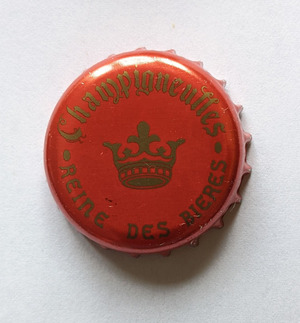 Champigneulles
• REINE DES BIERES •